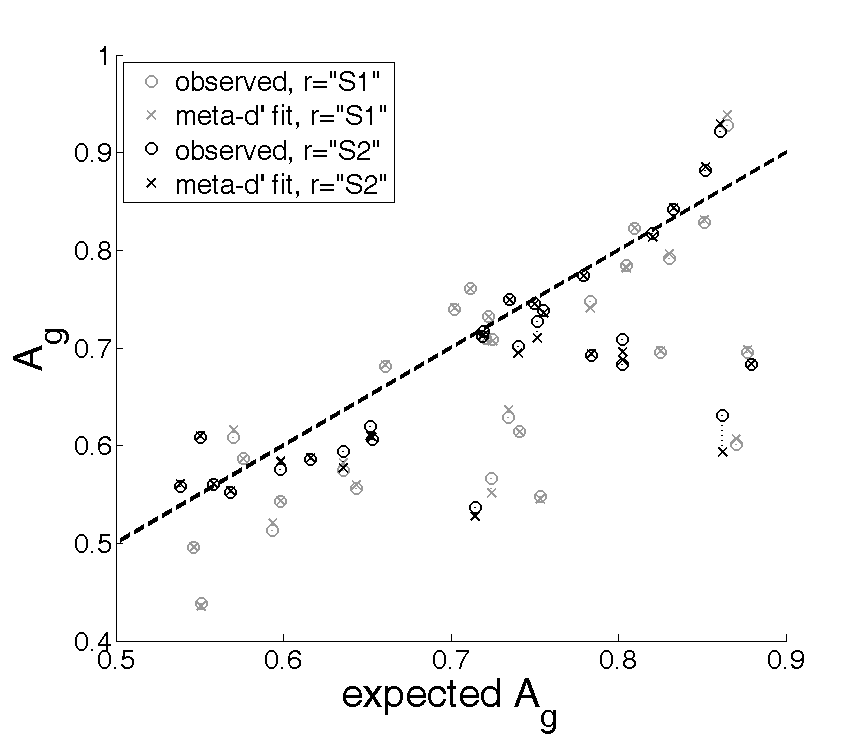 1
observed, r="S1"
meta-d' fit, r="S1"
observed, r="S2"
meta-d' fit, r="S2"
0.9
0.8
0.7
0.6
0.5
0.4
Ag
0.5 0.6 0.7 0.8 0.9
expected Ag